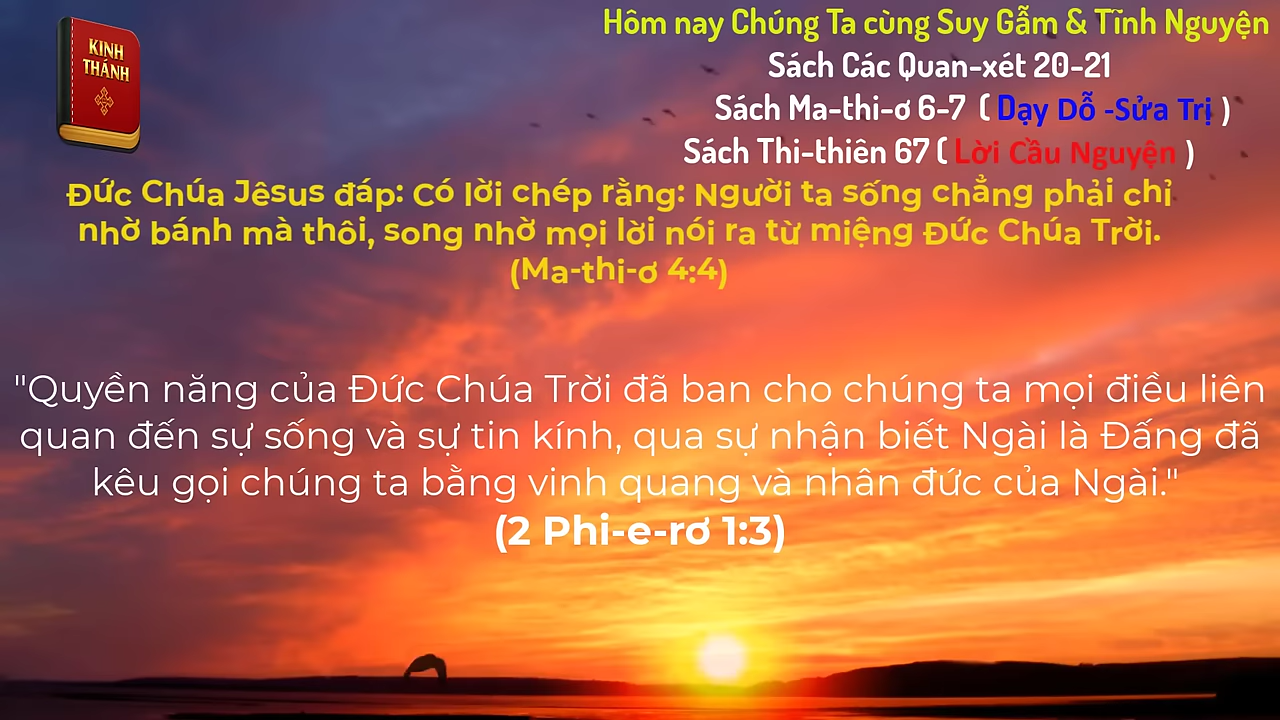 KINH
THÁNH
Hôm nay Chúng Ta cùng Suy Gẫm & Tĩnh Nguyện
Sách Các Quan-xét 20-21
Sách Ma-thi-ơ 6-7 ( Dạy Dỗ -Sửa Trị )
Sách Thi-thiên 67 ( Lời Cầu Nguyện )
Đức Chúa Jêsus đáp: Có lời chép rằng: Người ta sống chẳng phải chỉ
nhờ bánh mà thôi, song nhờ mọi lời nói ra từ miệng Đức Chúa Trời.
(Ma-thi-ơ 4:4)
"Quyền năng của Đức Chúa Trời đã ban cho chúng ta mọi điều liên
quan đến sự sống và sự tin kính, qua sự nhận biết Ngài là Đấng đã
kêu gọi chúng ta bằng vinh quang và nhân đức của Ngài."
(2 Phi-e-rơ 1:3)